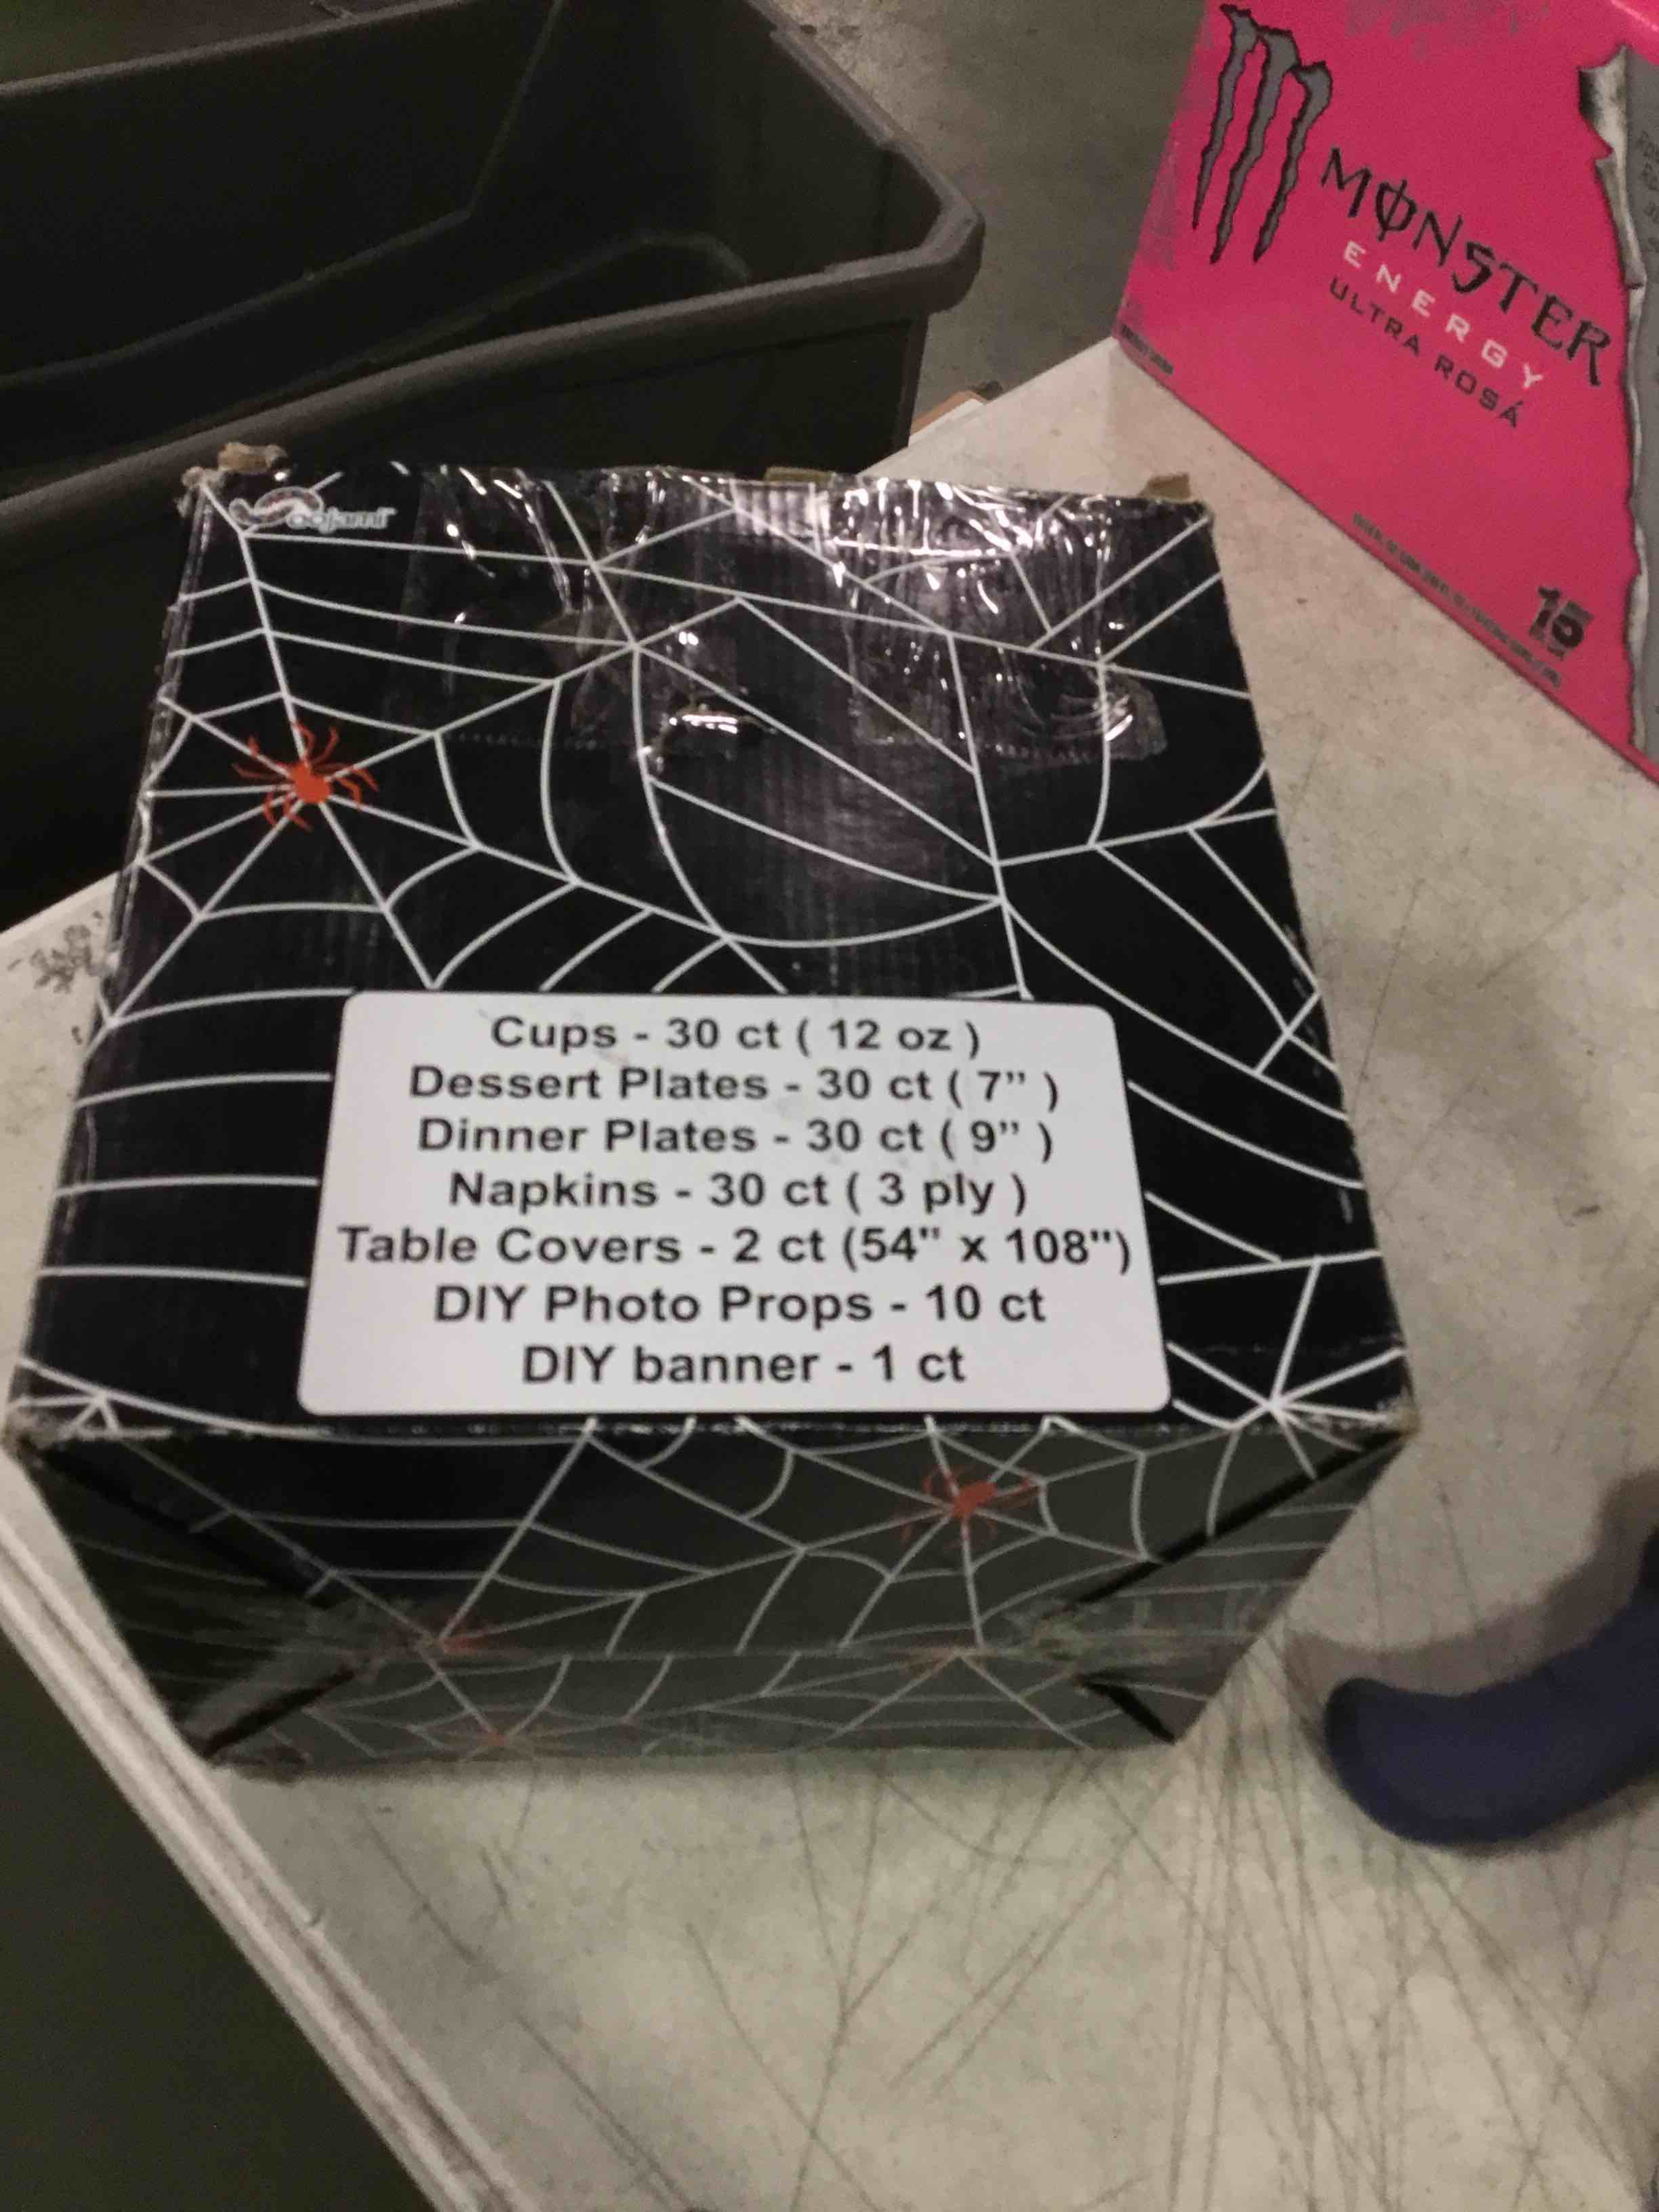 MONSTER
ENERGY
ULTRA ROSÁ
15
oojami
Cups - 30 ct ( 12 oz )
Dessert Plates - 30 ct ( 7” )
Dinner Plates - 30 ct ( 9” )
Napkins - 30 ct ( 3 ply )
Table Covers - 2 ct (54" x 108")
DIY Photo Props - 10 ct
DIY banner - 1 ct